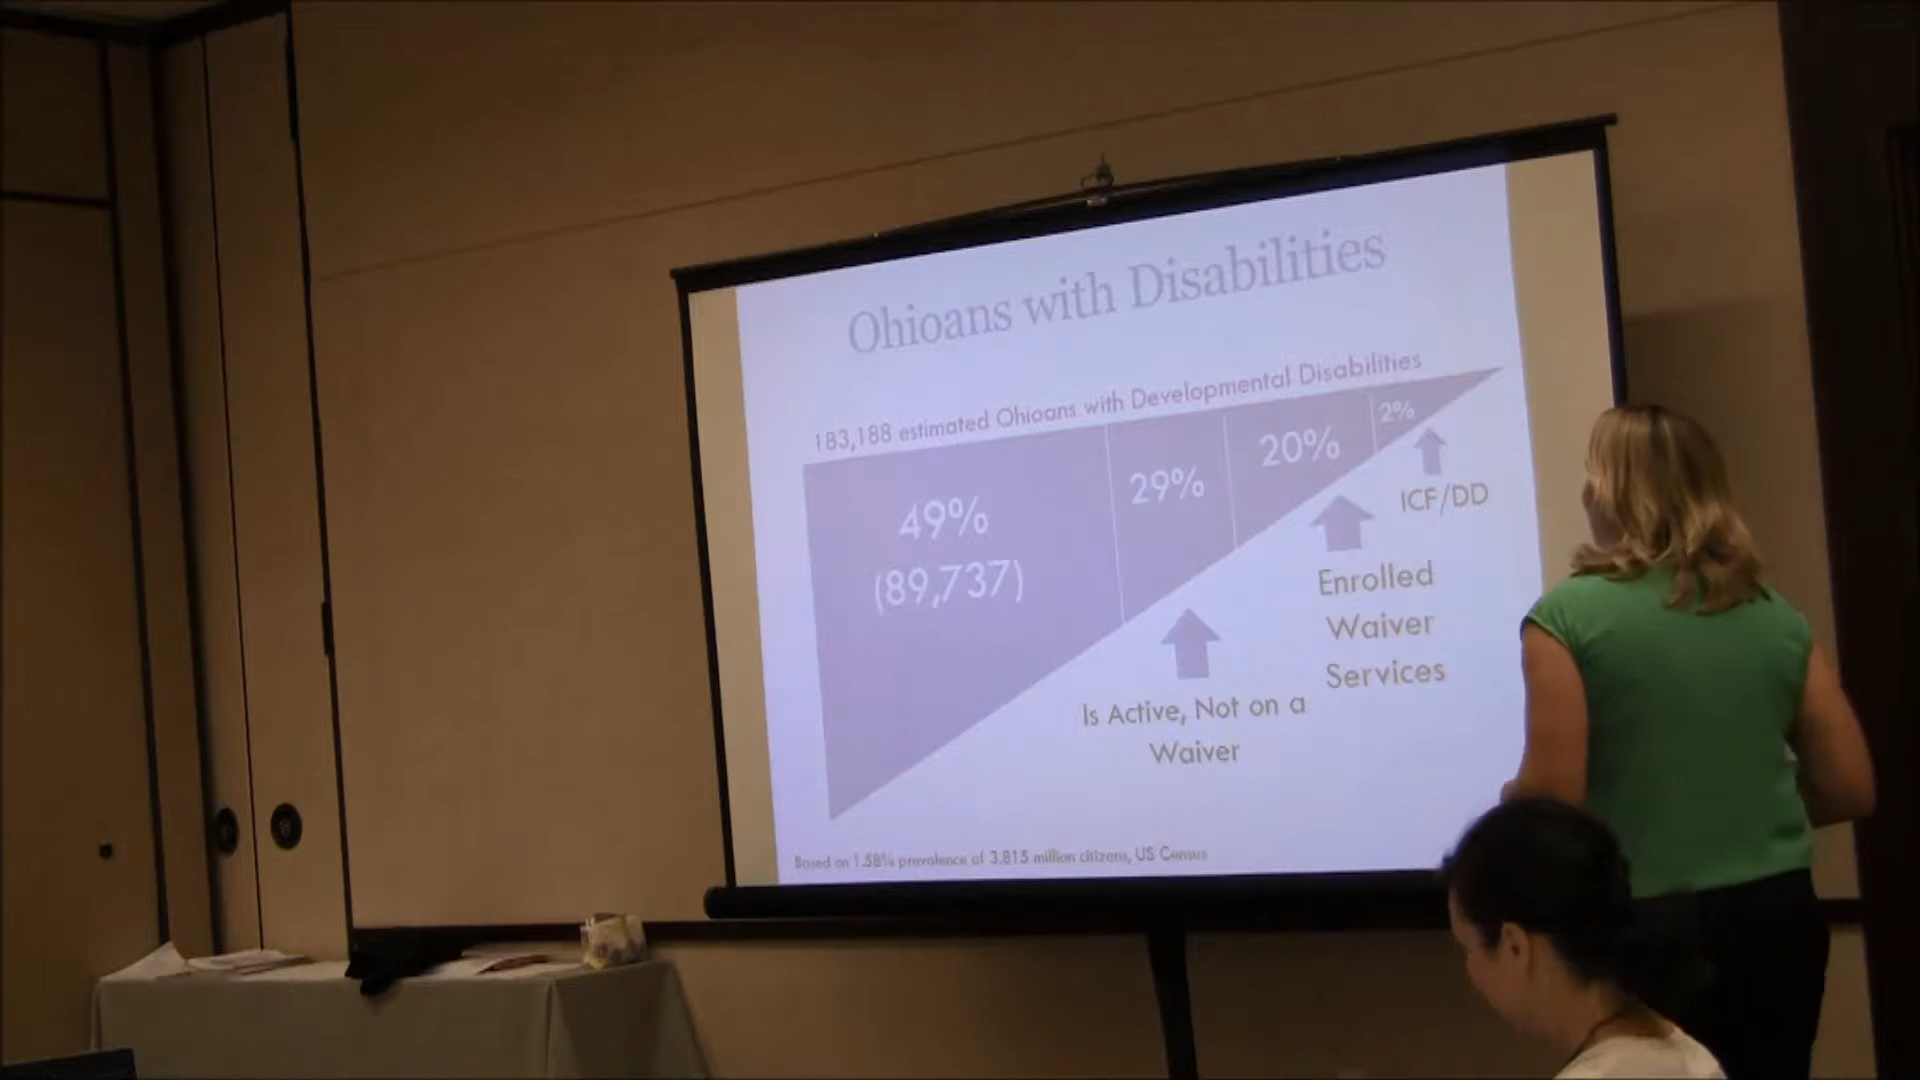 Ohioans with Disabilities
183,188 estimated Ohioans with Developmental Disabilities
49%
(89,737)
29%
20%
2%
ICF/DD
Enrolled
Waiver
Services
Is Active, Not on a
Waiver
Based on 1.58% prevalence of 3.815 million citizens, US Census